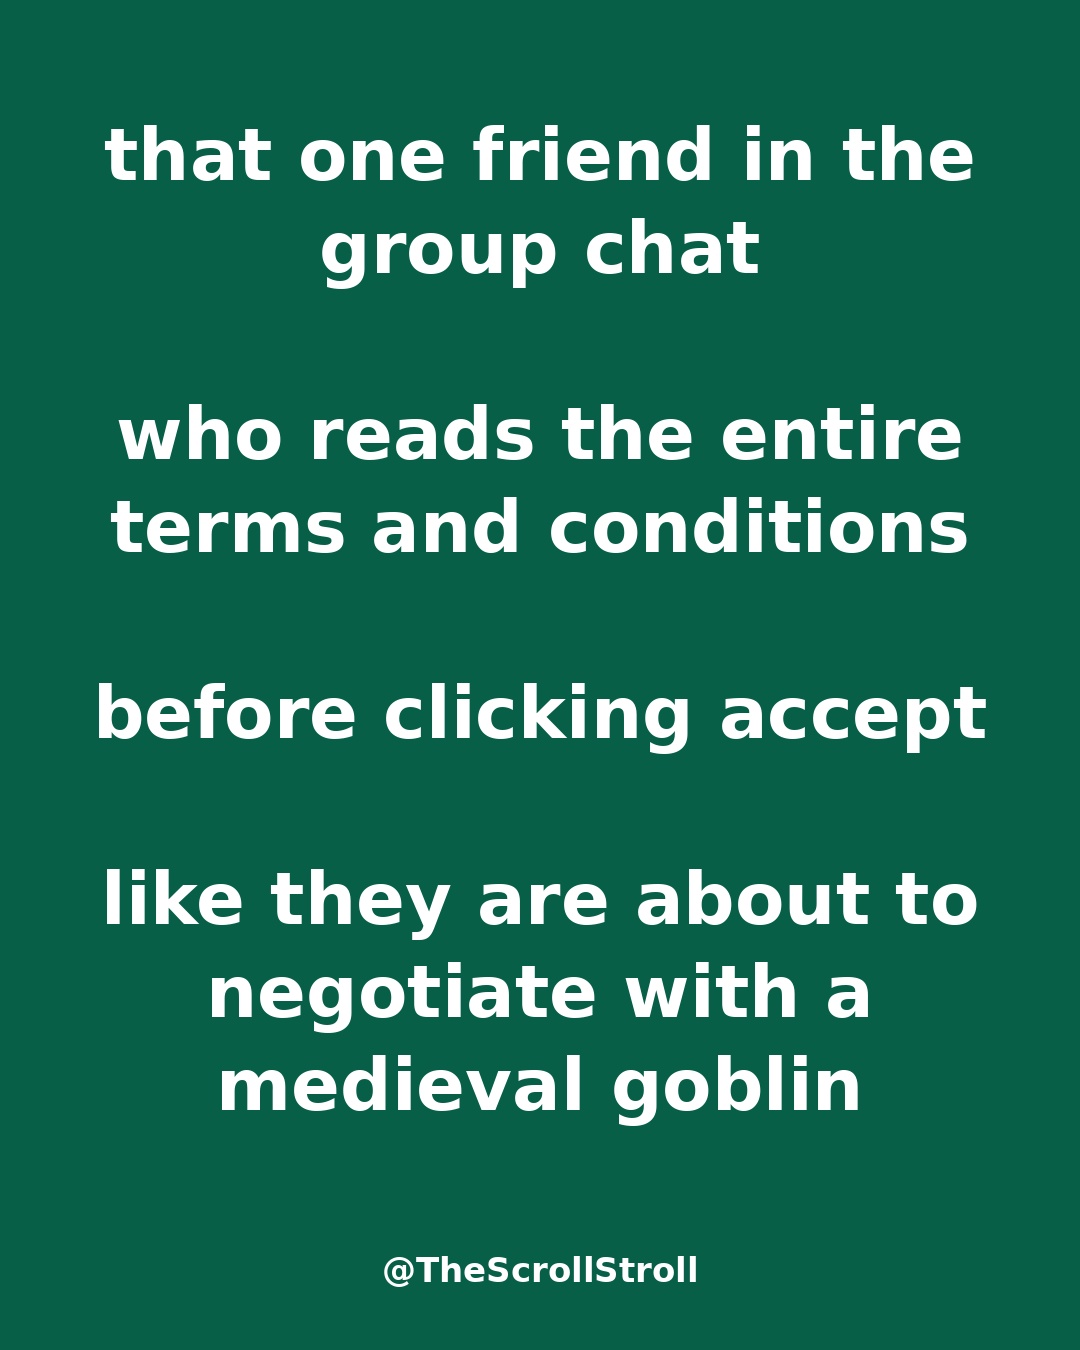 that one friend in the
group chat
who reads the entire
terms and conditions
before clicking accept
like they are about to
negotiate with a
medieval goblin
@TheScrollStroll